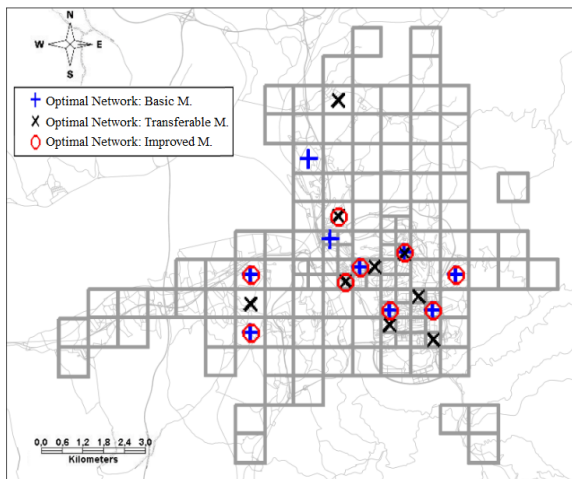 N
W E
S
Optimal Network: Basic M.
Optimal Network: Transferable M.
Optimal Network: Improved M.
0,0 0,6 1,2 1,8 2,4 3,0
Kilometers